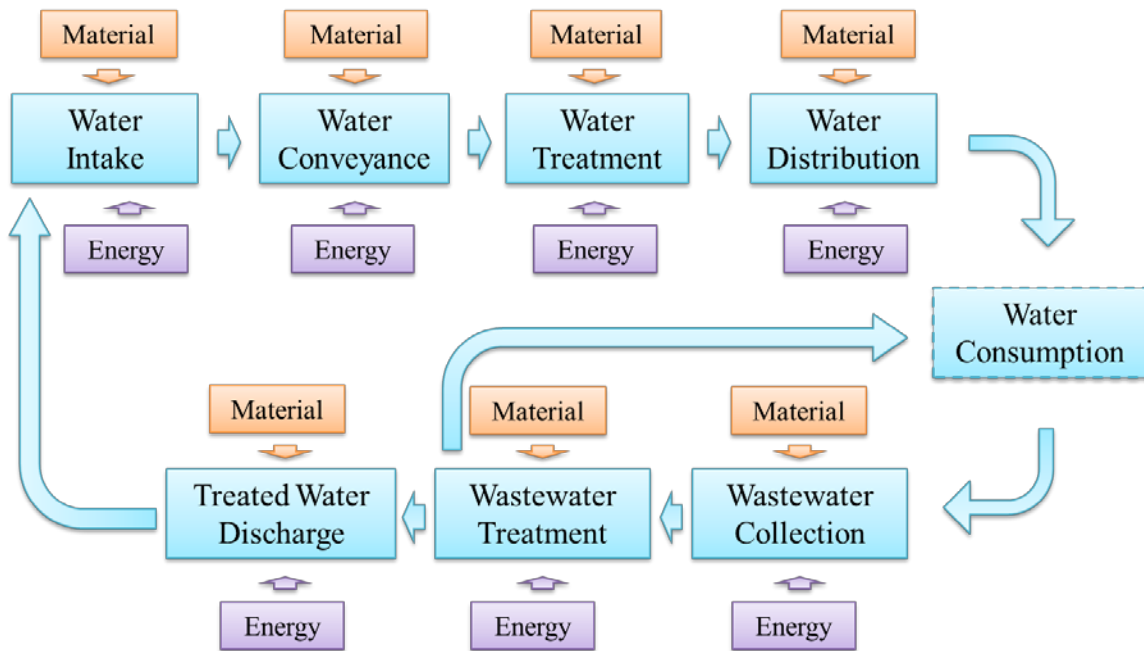 Material
Material
Material
Material
Water
Intake
Water
Conveyance
Water
Treatment
Water
Distribution
Energy
Energy
Energy
Energy
Water
Consumption
Material
Material
Material
Treated Water
Discharge
Wastewater
Treatment
Wastewater
Collection
Energy
Energy
Energy